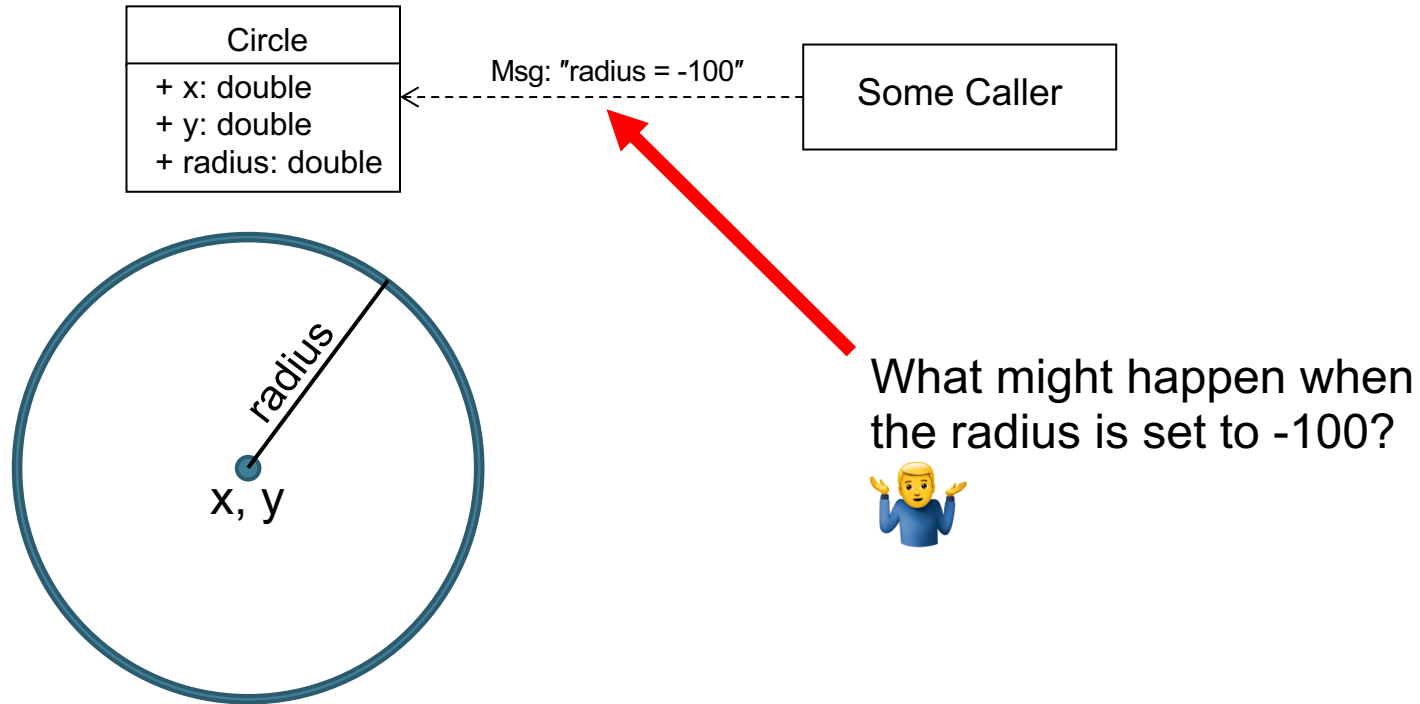 Circle
+ x: double
+ y: double
+ radius: double
Msg: ″radius = -100″
Some Caller
radius
x, y
What might happen when
the radius is set to -100?